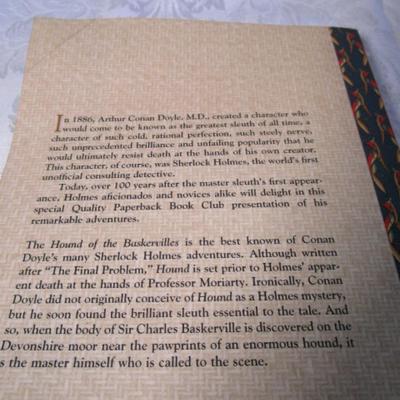 In 1886, Arthur Conan Doyle, M.D., created a character who
would come to be known as the greatest sleuth of all time, a
character of such cold, rational perfection, such steely nerve,
such unprecedented brilliance and unfailing popularity that he
would ultimately resist death at the hands of his own creator.
This character, of course, was Sherlock Holmes, the world's first
unofficial consulting detective.
Today, over 100 years after the master sleuth's first appear-
ance, Holmes aficionados and novices alike will delight in this
special Quality Paperback Book Club presentation of his
remarkable adventures.
The Hound of the Baskervilles is the best known of Conan
Doyle's many Sherlock Holmes adventures. Although written
after "The Final Problem," Hound is set prior to Holmes' appar-
ent death at the hands of Professor Moriarty. Ironically, Conan
Doyle did not originally conceive of Hound as a Holmes mystery,
but he soon found the brilliant sleuth essential to the tale. And
so, when the body of Sir Charles Baskerville is discovered on the
Devonshire moor near the pawprints of an enormous hound, it
s the master himself who is called to the scene.